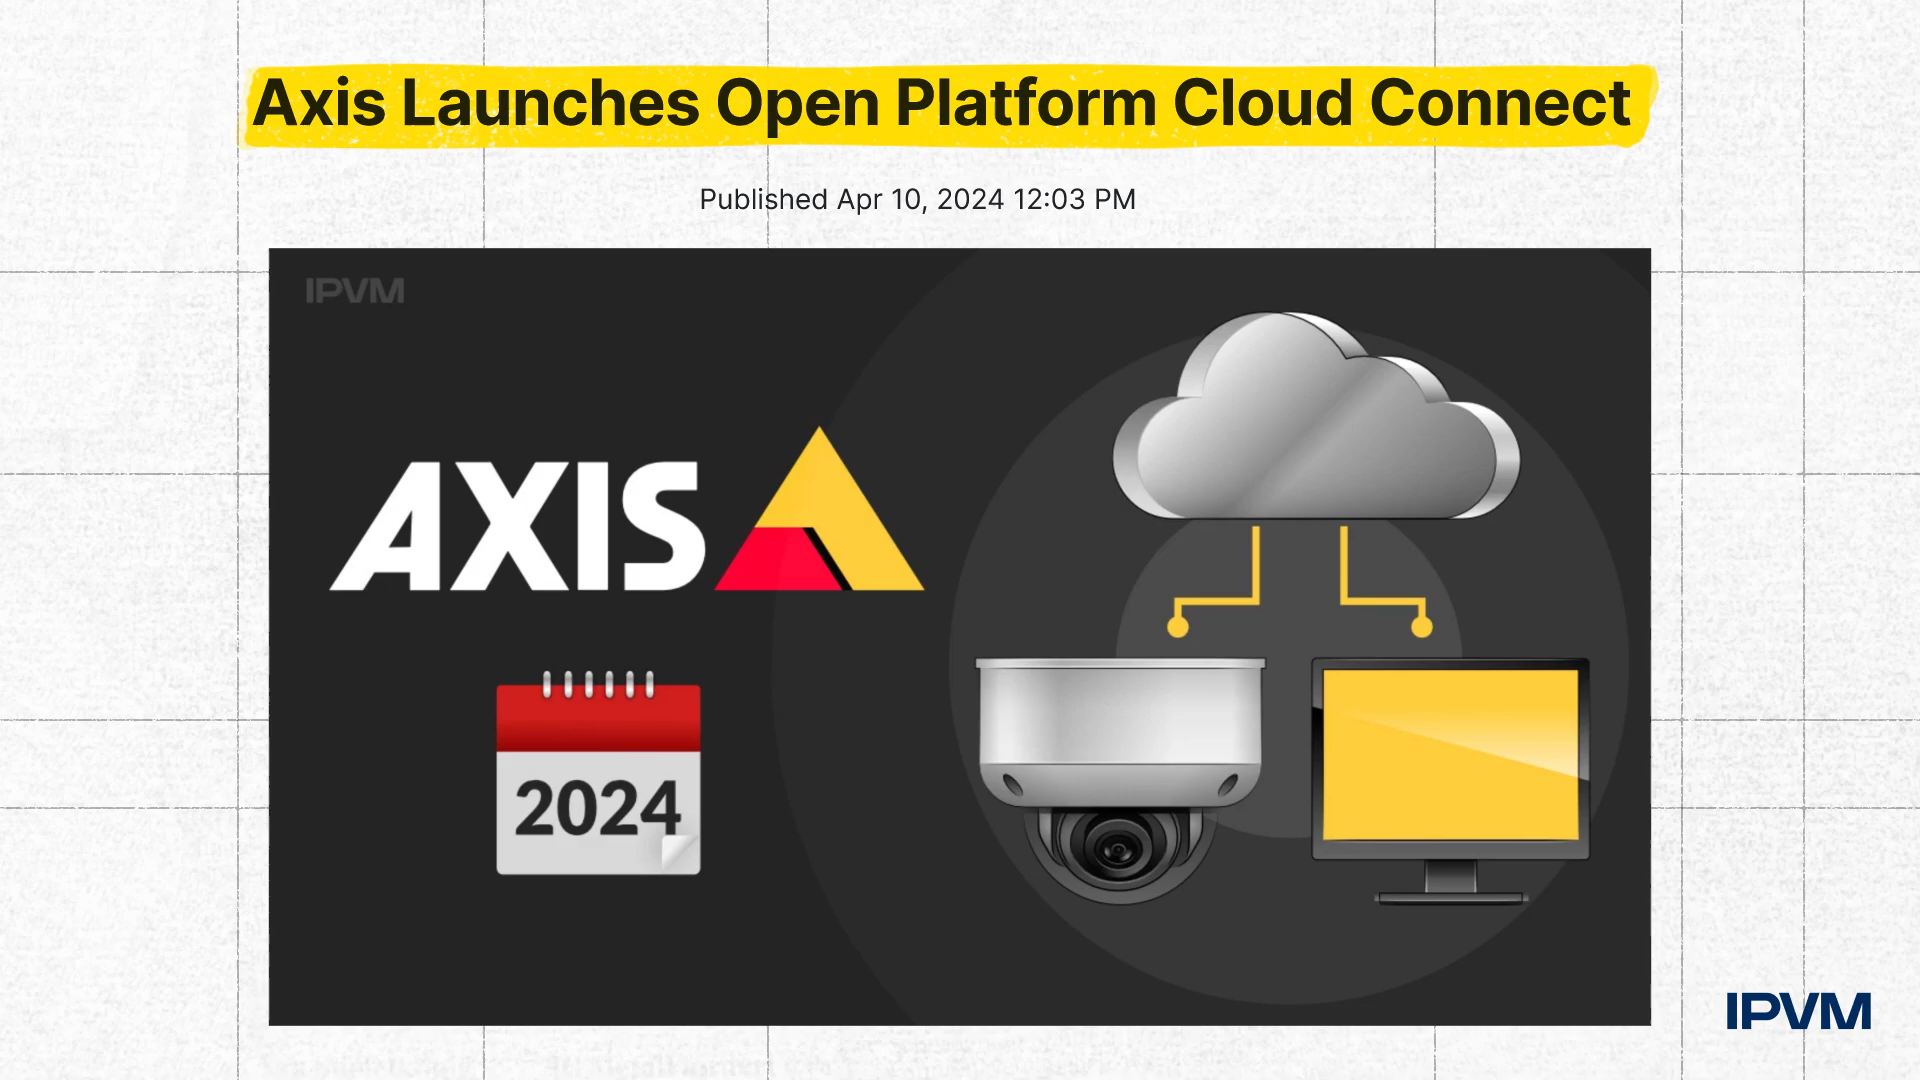 Axis Launches Open Platform Cloud Connect
Published Apr 10, 2024 12:03 PM
IPVM
AXIS
2024
IPVM